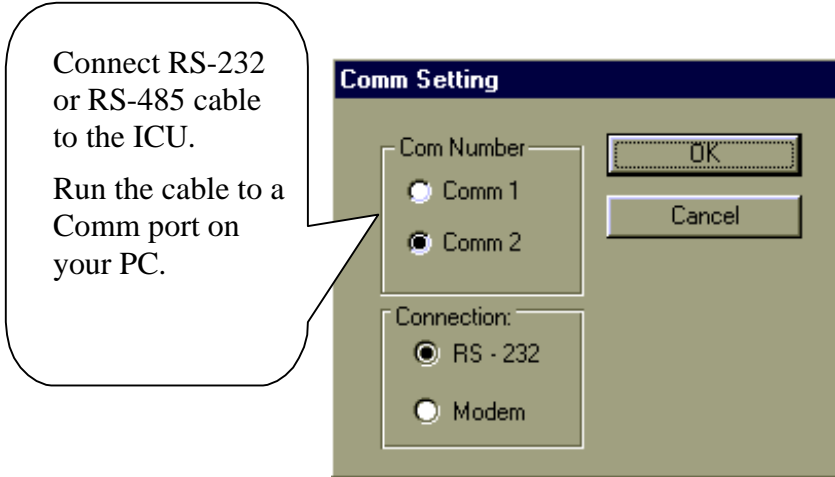 Connect RS-232
or RS-485 cable
to the ICU.
Run the cable to a
Comm port on
your PC.
Comm Setting
Com Number
Comm 1
Comm 2
OK
Cancel
Connection:
RS - 232
Modem